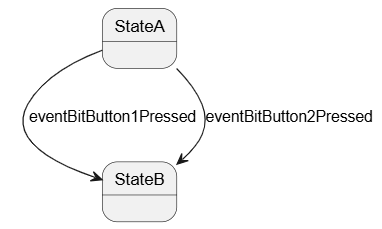 StateA
eventBitButton1Pressed
eventBitButton2Pressed
StateB